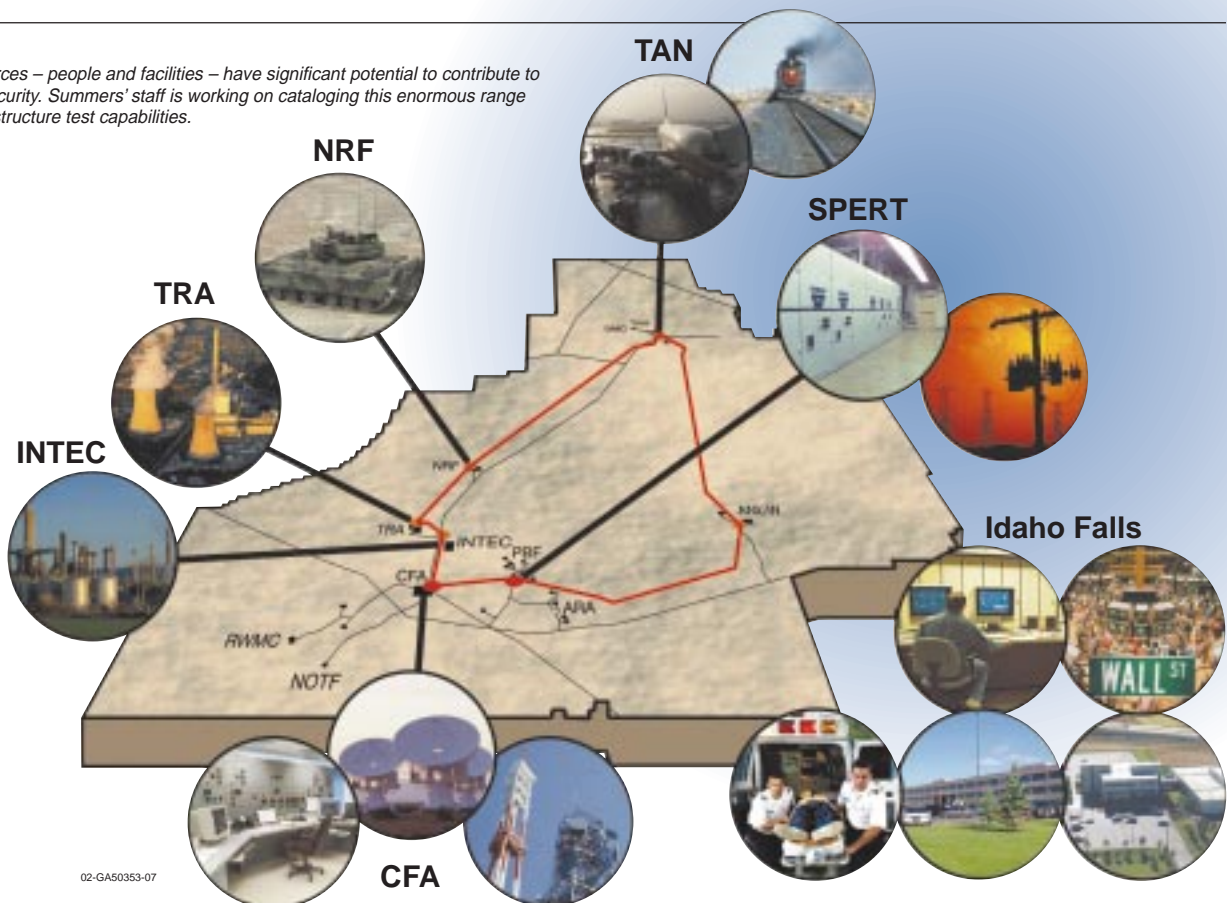 rces – people and facilities – have significant potential to contribute to
curity. Summers' staff is working on cataloging this enormous range
structure test capabilities.
TAN
NRF
SPERT
TRA
INTEC
NRF
TRA
INTEC
PBF
CFA
ARA
RWMC
NOTF
Idaho Falls
WALL ST
CFA
02-GA50353-07